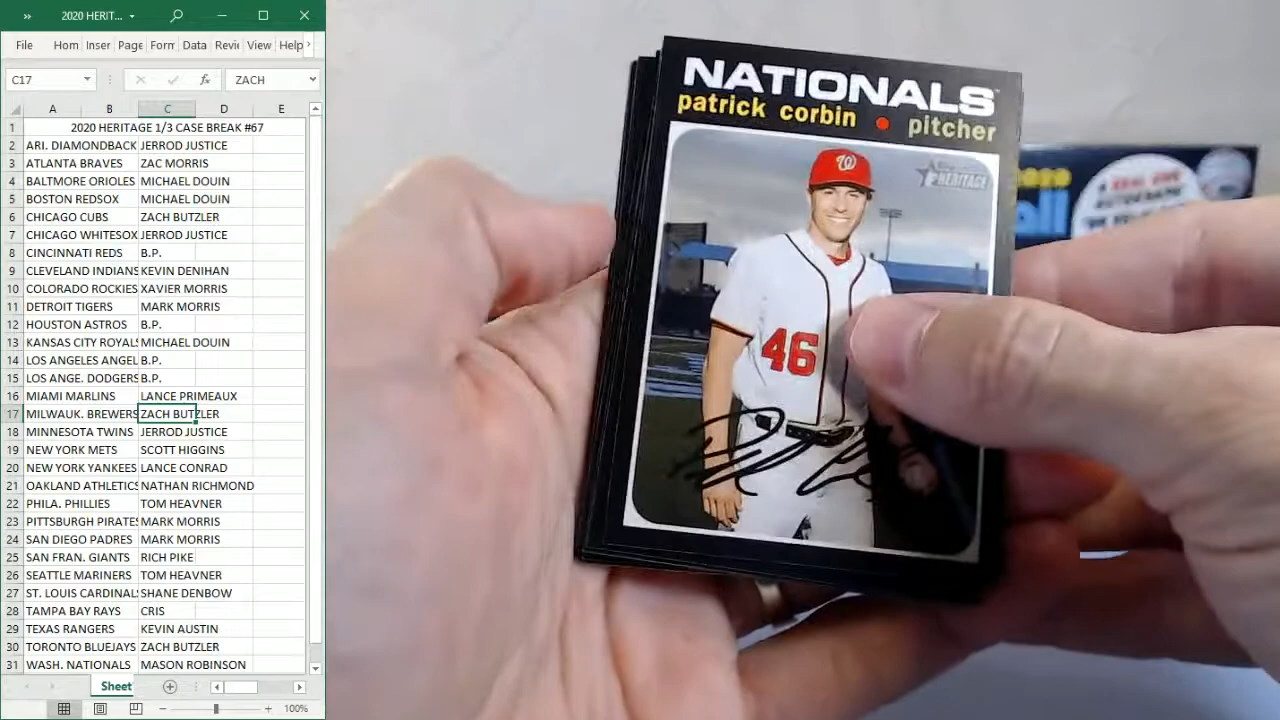 2020 HERIT...
File Hom Inser Page Form Data Revi View Help
C17 fx ZACH
A B C D E
1 2020 HERITAGE 1/3 CASE BREAK #67
2 ARI. DIAMONDBACK JERROD JUSTICE
3 ATLANTA BRAVES ZAC MORRIS
4 BALTMORE ORIOLES MICHAEL DOUIN
5 BOSTON REDSOX MICHAEL DOUIN
6 CHICAGO CUBS ZACH BUTZLER
7 CHICAGO WHITESOX JERROD JUSTICE
8 CINCINNATI REDS B.P.
9 CLEVELAND INDIANS KEVIN DENIHAN
10 COLORADO ROCKIES XAVIER MORRIS
11 DETROIT TIGERS MARK MORRIS
12 HOUSTON ASTROS B.P.
13 KANSAS CITY ROYALS MICHAEL DOUIN
14 LOS ANGELES ANGEL B.P.
15 LOS ANGE. DODGERS B.P.
16 MIAMI MARLINS LANCE PRIMEAUX
17 MILWAUK. BREWERS ZACH BUTZLER
18 MINNESOTA TWINS JERROD JUSTICE
19 NEW YORK METS SCOTT HIGGINS
20 NEW YORK YANKEES LANCE CONRAD
21 OAKLAND ATHLETICS NATHAN RICHMOND
22 PHILA. PHILLIES TOM HEAVNER
23 PITTSBURGH PIRATES MARK MORRIS
24 SAN DIEGO PADRES MARK MORRIS
25 SAN FRAN. GIANTS RICH PIKE
26 SEATTLE MARINERS TOM HEAVNER
27 ST. LOUIS CARDINALS SHANE DENBOW
28 TAMPA BAY RAYS CRIS
29 TEXAS RANGERS KEVIN AUSTIN
30 TORONTO BLUEJAYS ZACH BUTZLER
31 WASH. NATIONALS MASON ROBINSON
Sheet
100%
NATIONALS™
patrick corbin • pitcher
HERITAGE
W
46
2020
all
A REAL ONE
AUTOGRAPH